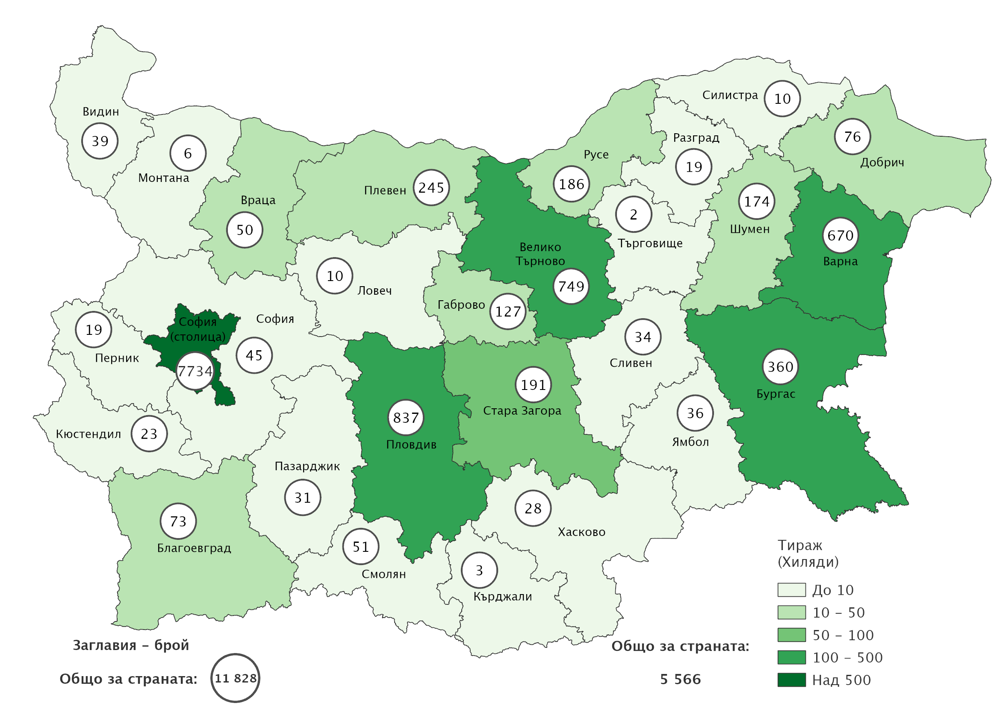 Видин
39
6
Монтана
Враца
50
Плевен
245
Русе
186
Силистра
10
Разград
19
76
Добрич
2
Търговище
174
Шумен
670
Варна
Велико
Търново
749
10
Ловеч
Габрово
127
19
Перник
София
(столица)
7734
София
45
34
Сливен
360
Бургас
191
Стара Загора
837
Пловдив
36
Ямбол
Кюстендил
23
Пазарджик
31
73
Благоевград
28
Хасково
51
Смолян
3
Кърджали
Тираж
(Хиляди)
До 10
10 – 50
50 – 100
100 – 500
Над 500
Заглавия – брой
Общо за страната:
11 828
Общо за страната:
5 566